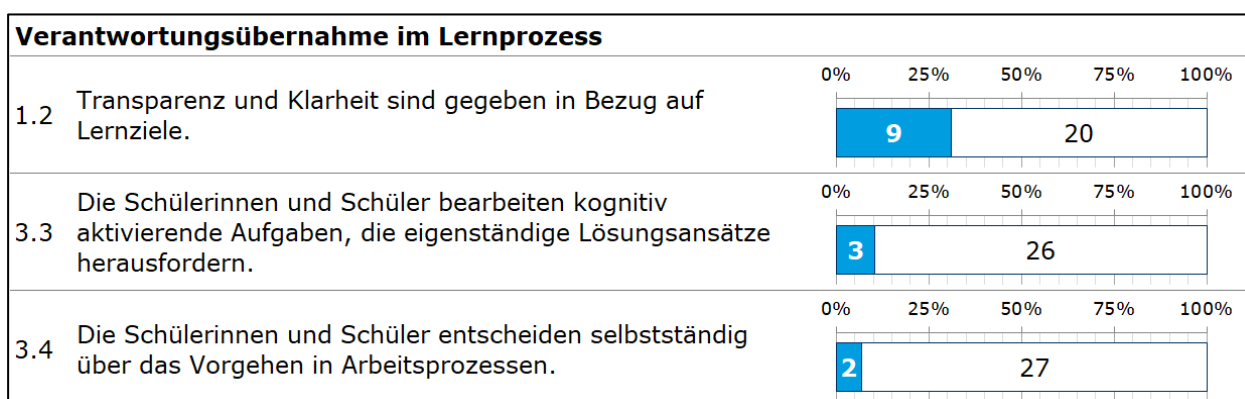 Verantwortungsübernahme im Lernprozess
1.2 Transparenz und Klarheit sind gegeben in Bezug auf
Lernziele.
0% 25% 50% 75% 100%
9 20
3.3 Die Schülerinnen und Schüler bearbeiten kognitiv
aktivierende Aufgaben, die eigenständige Lösungsansätze
herausfordern.
0% 25% 50% 75% 100%
3 26
3.4 Die Schülerinnen und Schüler entscheiden selbstständig
über das Vorgehen in Arbeitsprozessen.
0% 25% 50% 75% 100%
2 27